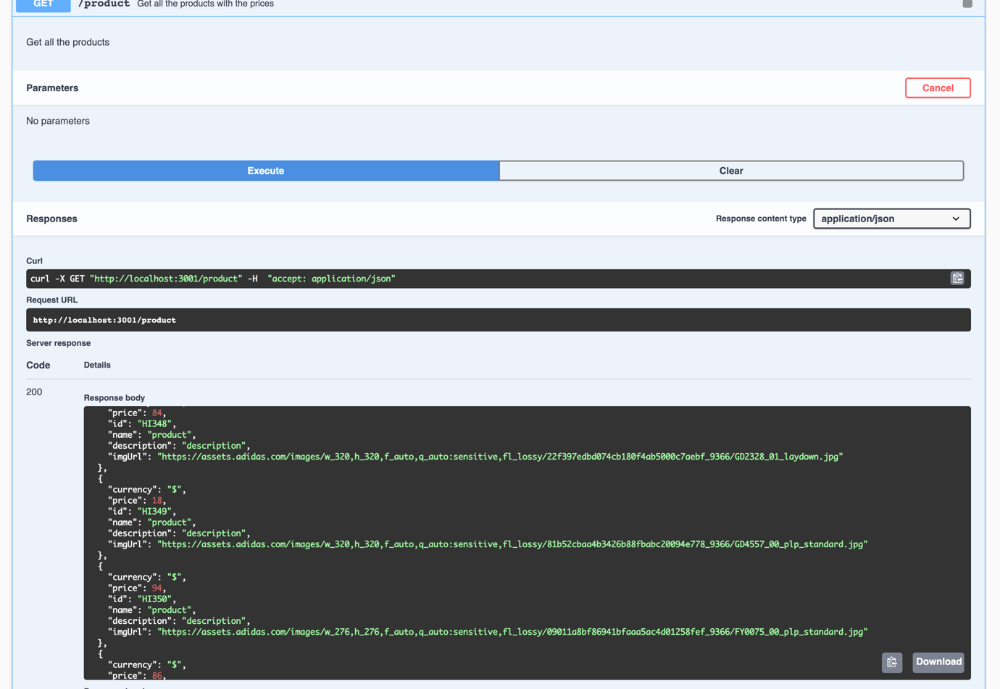 GET /product Get all the products with the prices
Get all the products
Parameters
Cancel
No parameters
Execute
Clear
Responses
Response content type
application/json
Curl
curl -X GET "http://localhost:3001/product" -H  "accept: application/json"
Request URL
http://localhost:3001/product
Server response
Code
Details
200
Response body
"price": 84,
"id": "HI348",
"name": "product",
"description": "description",
"imgUrl": "https://assets.adidas.com/images/w_320,h_320,f_auto,q_auto:sensitive,fl_lossy/22f397edbd074cb180f4ab5000c7aebf_9366/GD2328_01_laydown.jpg"
},
{
"currency": "$",
"price": 18,
"id": "HI349",
"name": "product",
"description": "description",
"imgUrl": "https://assets.adidas.com/images/w_320,h_320,f_auto,q_auto:sensitive,fl_lossy/81b52cbaa4b3426b88fbabc20094e778_9366/GD4557_00_plp_standard.jpg"
},
{
"currency": "$",
"price": 94,
"id": "HI350",
"name": "product",
"description": "description",
"imgUrl": "https://assets.adidas.com/images/w_276,h_276,f_auto,q_auto:sensitive,fl_lossy/09011a8bf86941bfaaa5ac4d01258fef_9366/FY0075_00_plp_standard.jpg"
},
{
"currency": "$",
"price": 86,
Download